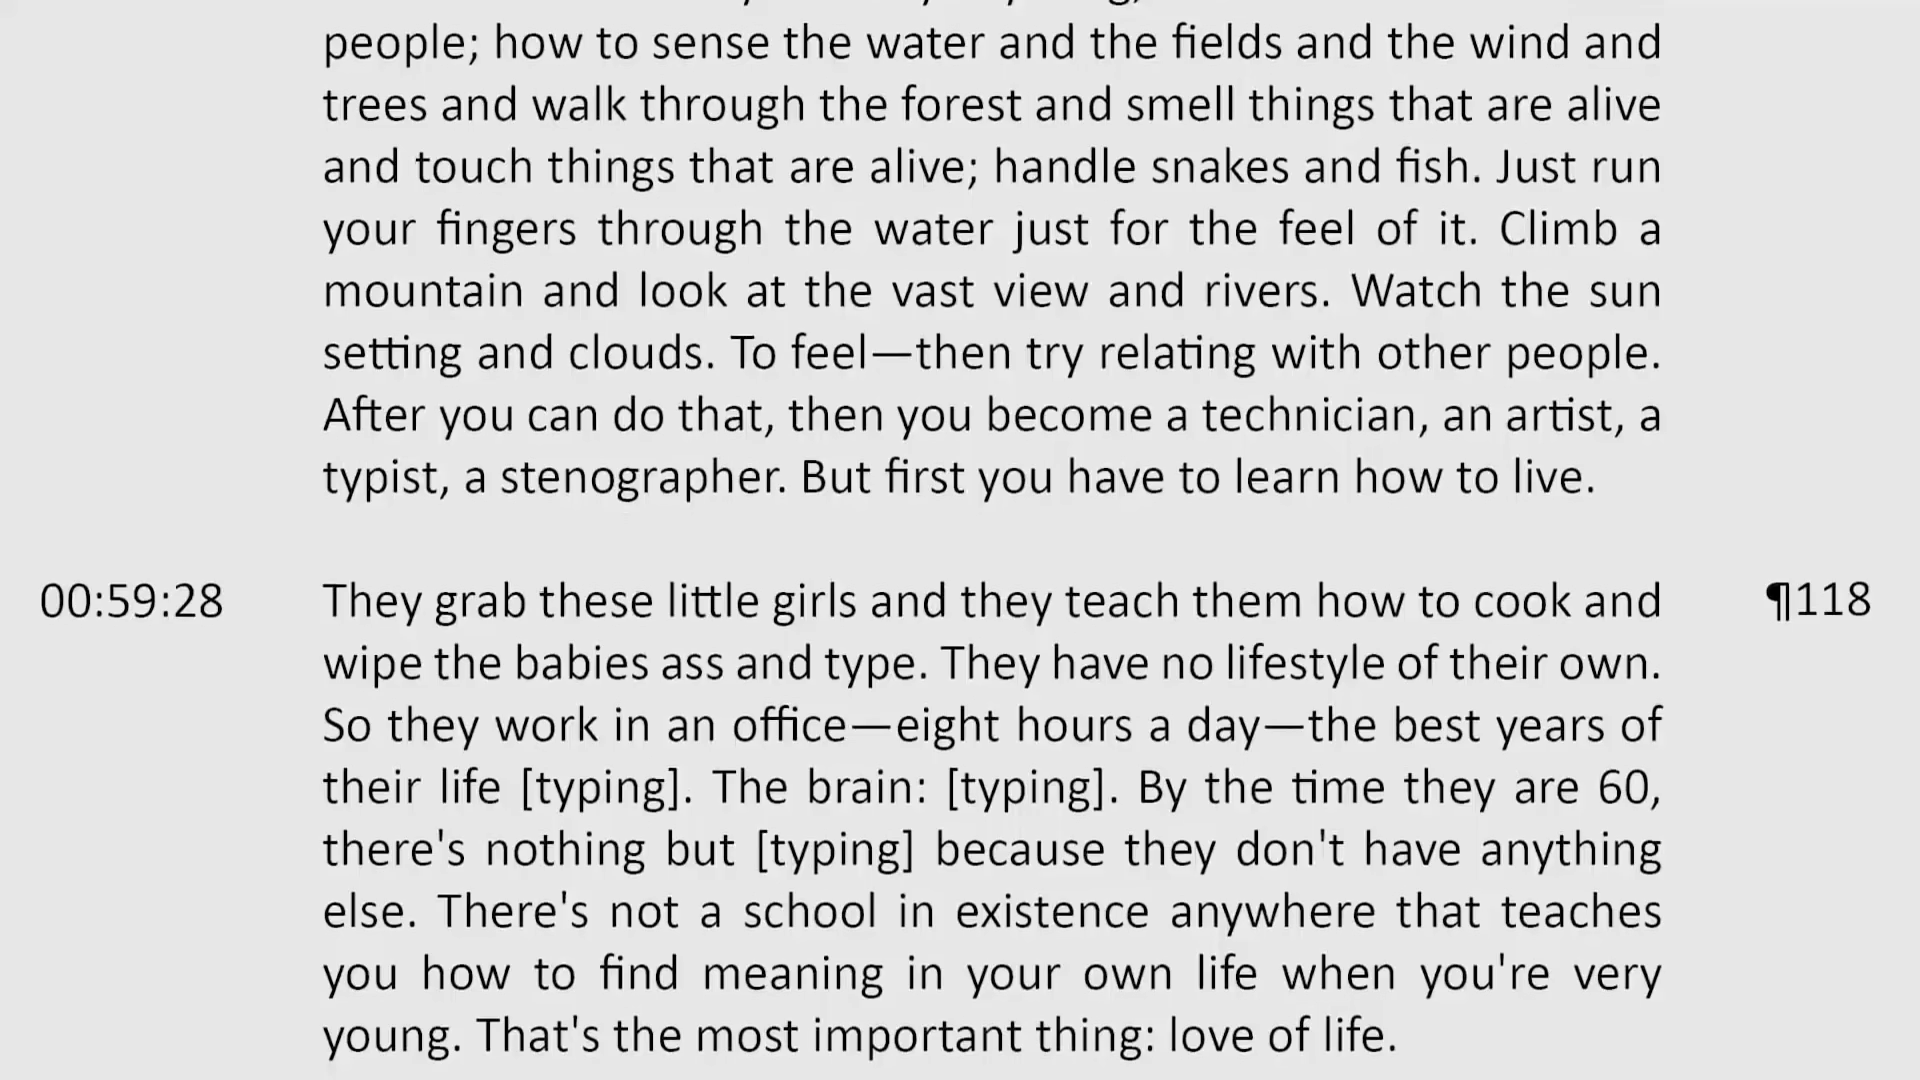 people; how to sense the water and the fields and the wind and
trees and walk through the forest and smell things that are alive
and touch things that are alive; handle snakes and fish. Just run
your fingers through the water just for the feel of it. Climb a
mountain and look at the vast view and rivers. Watch the sun
setting and clouds. To feel—then try relating with other people.
After you can do that, then you become a technician, an artist, a
typist, a stenographer. But first you have to learn how to live.
00:59:28 They grab these little girls and they teach them how to cook and ¶118
wipe the babies ass and type. They have no lifestyle of their own.
So they work in an office—eight hours a day—the best years of
their life [typing]. The brain: [typing]. By the time they are 60,
there's nothing but [typing] because they don't have anything
else. There's not a school in existence anywhere that teaches
you how to find meaning in your own life when you're very
young. That's the most important thing: love of life.